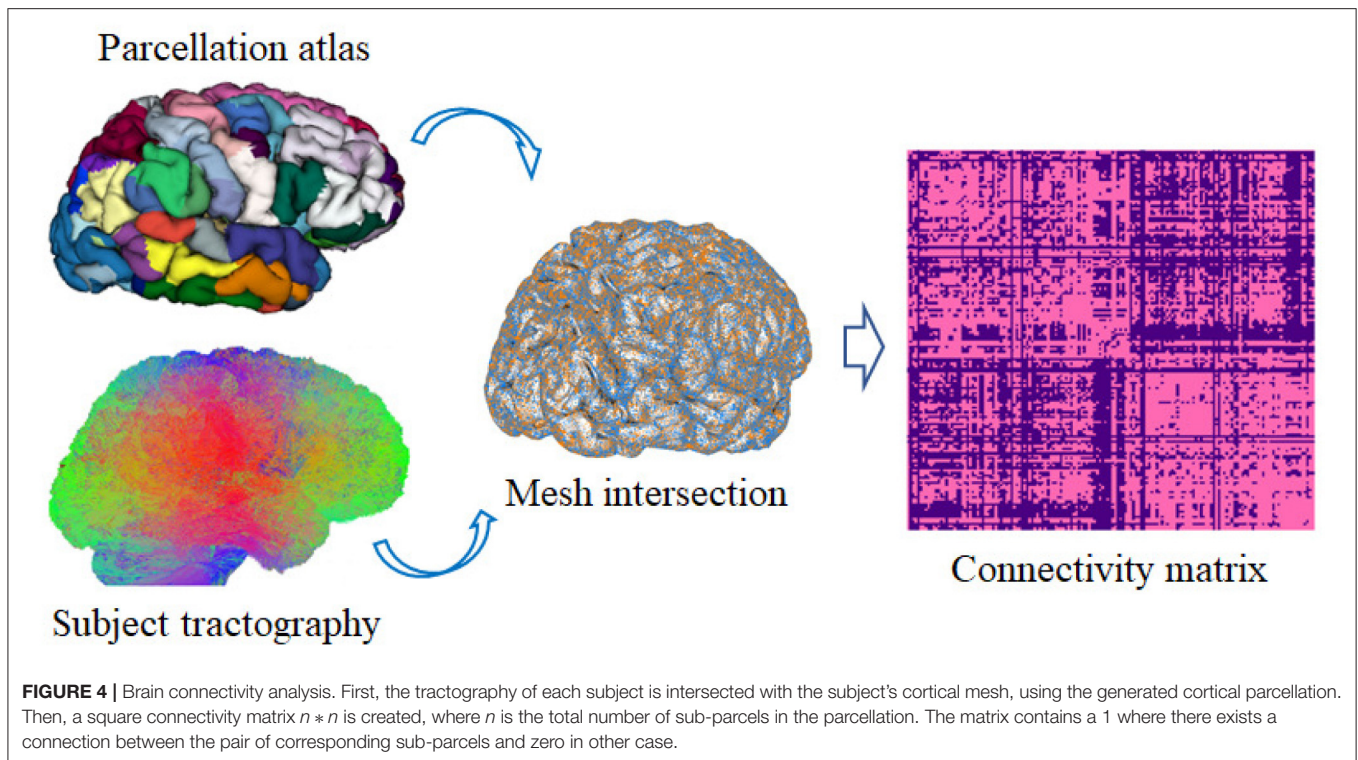 Parcellation atlas
Mesh intersection
Subject tractography
Connectivity matrix
FIGURE 4 | Brain connectivity analysis. First, the tractography of each subject is intersected with the subject's cortical mesh, using the generated cortical parcellation.
Then, a square connectivity matrix n ∗ n is created, where n is the total number of sub-parcels in the parcellation. The matrix contains a 1 where there exists a
connection between the pair of corresponding sub-parcels and zero in other case.